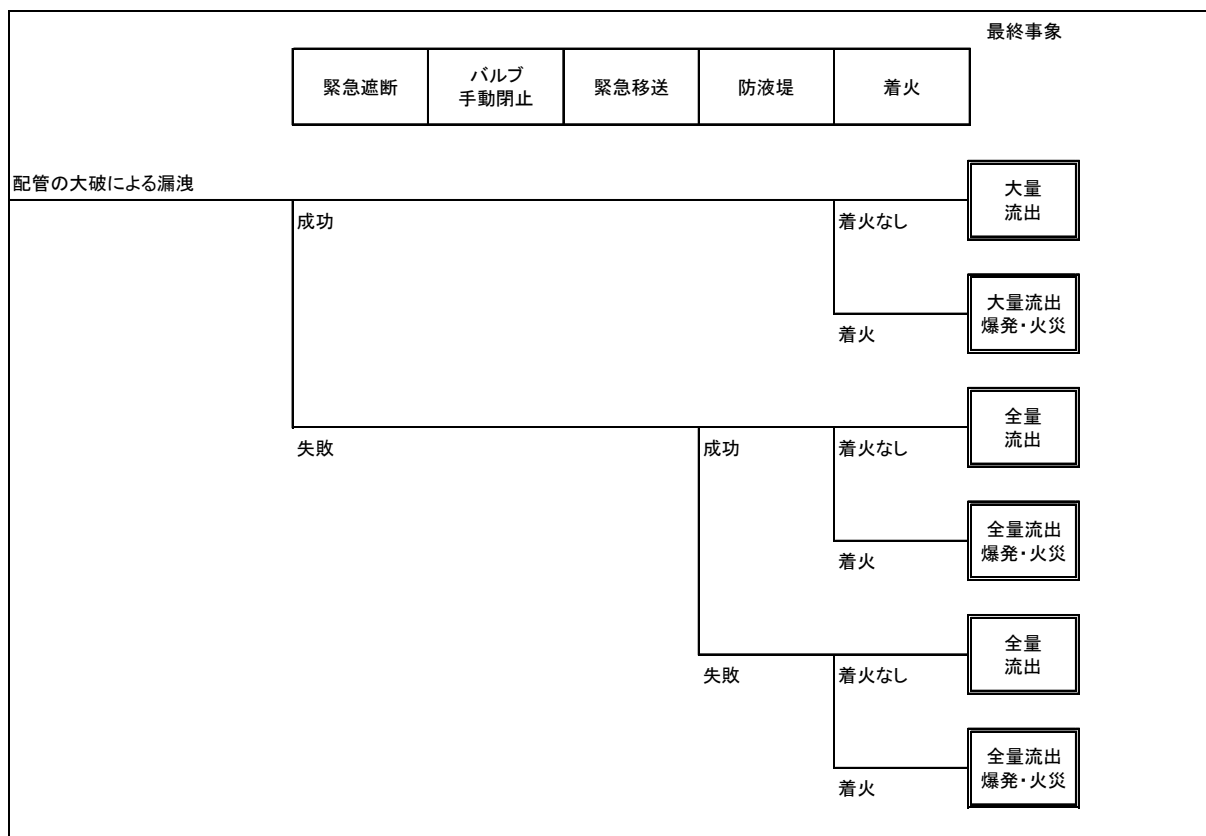 最終事象
緊急遮断
バルブ
手動閉止
緊急移送
防液堤
着火
配管の大破による漏洩
成功
着火なし
大量
流出
着火
大量流出
爆発・火災
失敗
成功
着火なし
全量
流出
着火
全量流出
爆発・火災
失敗
着火なし
全量
流出
着火
全量流出
爆発・火災